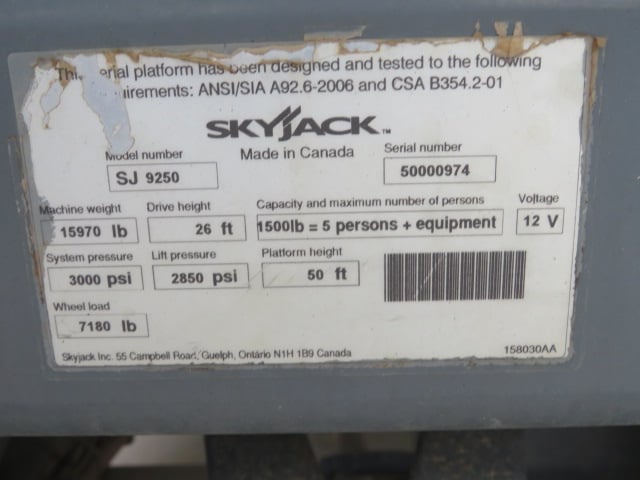 This erial platform has been designed and tested to the following
uirements: ANSI/SIA A92.6-2006 and CSA B354.2-01
SKYJACK™
Model number Made in Canada Serial number
SJ 9250 50000974
Machine weight Drive height Capacity and maximum number of persons Voltage
15970 lb 26 ft 1500lb = 5 persons + equipment 12 V
System pressure Lift pressure Platform height
3000 psi 2850 psi 50 ft
Wheel load
7180 lb
Skyjack Inc. 55 Campbell Road, Guelph, Ontario N1H 1B9 Canada 158030AA